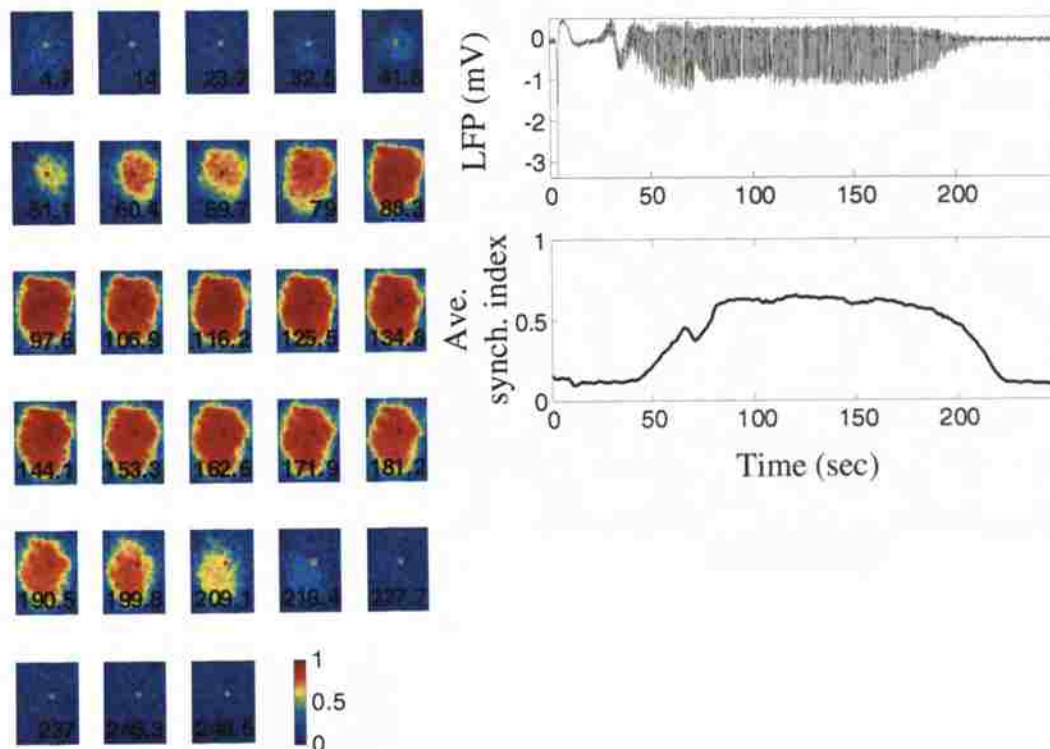 4.7 14 23.2 32.5 41.8
51.1 60.4 69.7 79 88.3
97.6 106.9 116.2 125.5 134.8
144.1 153.3 162.6 171.9 181.2
190.5 199.8 209.1 218.4 227.7
237 246.3 248.6
1
0.5
0
LFP (mV)
0
-1
-2
-3
0 50 100 150 200
Ave.
synch. index
1
0.5
0
0 50 100 150 200
Time (sec)